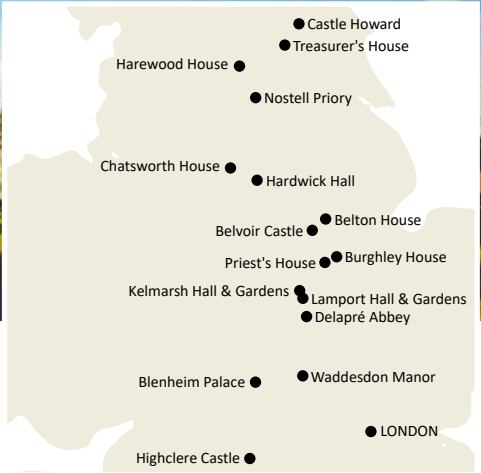 Castle Howard
Treasurer's House
Harewood House
Nostell Priory
Chatsworth House
Hardwick Hall
Belton House
Belvoir Castle
Burghley House
Priest's House
Kelmarsh Hall & Gardens
Lamport Hall & Gardens
Delapré Abbey
Waddesdon Manor
Blenheim Palace
LONDON
Highclere Castle